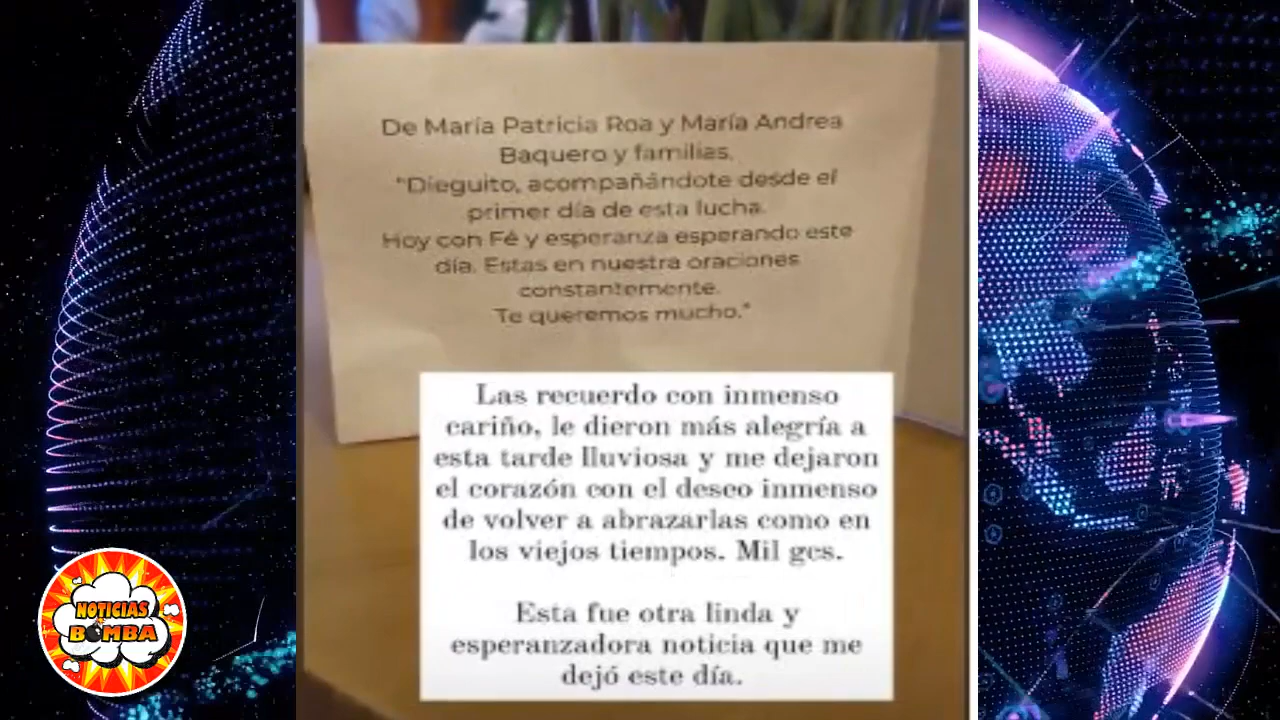 De María Patricia Roa y María Andrea
Baquero y familias.
"Dieguito, acompañándote desde el
primer día de esta lucha.
Hoy con Fé y esperanza esperando este
día. Estas en nuestra oraciones
constantemente.
Te queremos mucho."
Las recuerdo con inmenso
cariño, le dieron más alegría a
esta tarde lluviosa y me dejaron
el corazón con el deseo inmenso
de volver a abrazarlas como en
los viejos tiempos. Mil gcs.
Esta fue otra linda y
esperanzadora noticia que me
dejó este día.
NOTICIAS
BOMBA